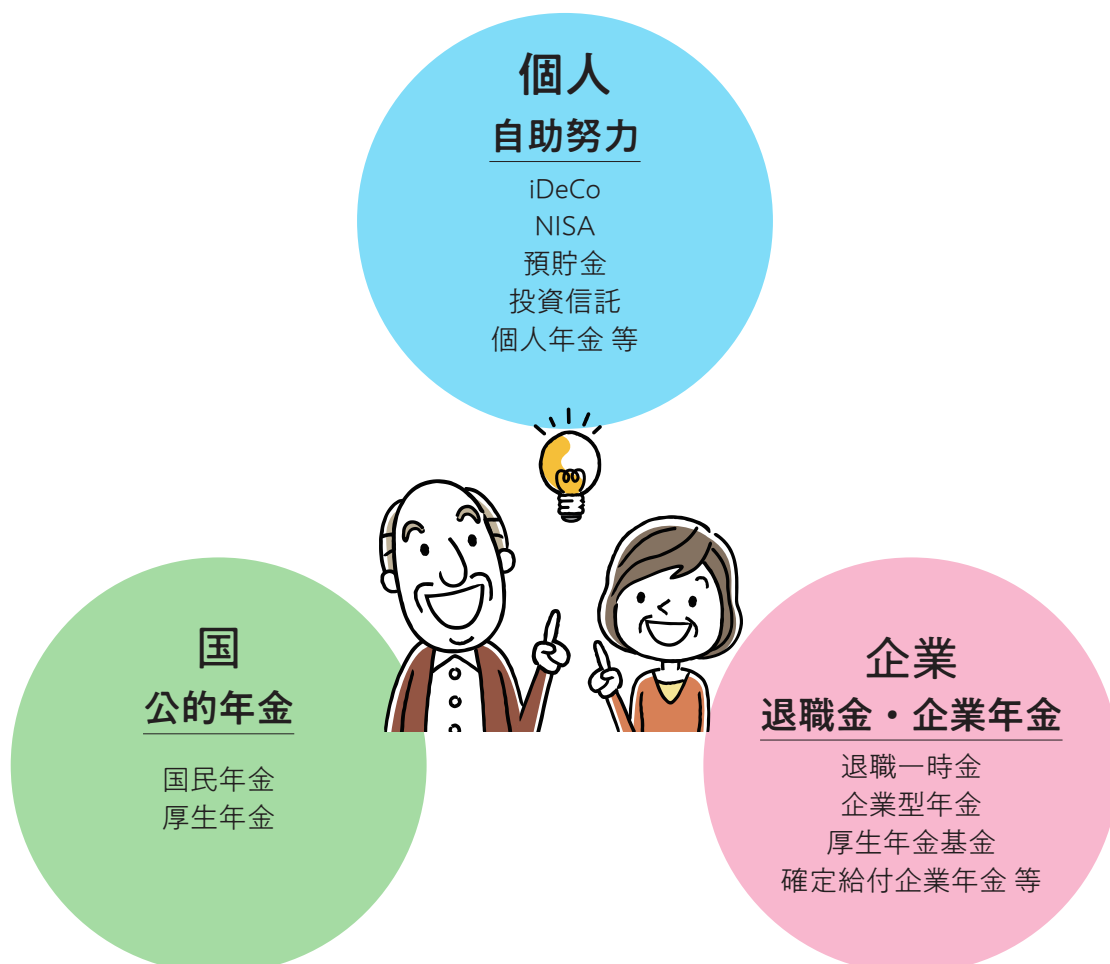 個人
自助努力
iDeCo
NISA
預貯金
投資信託
個人年金 等
国
公的年金
国民年金
厚生年金
企業
退職金・企業年金
退職一時金
企業型年金
厚生年金基金
確定給付企業年金 等